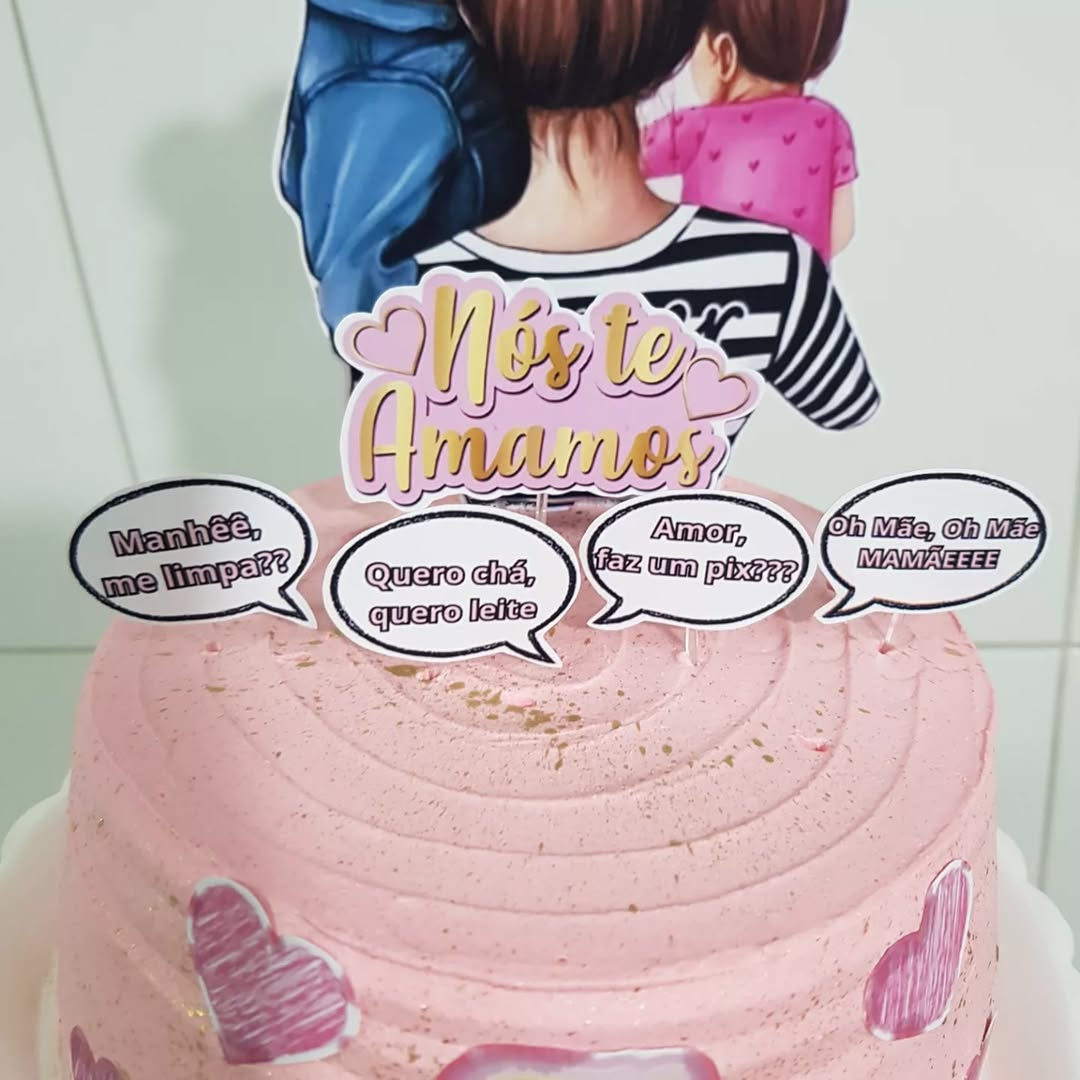 Nós te
Amamos
Manhêê,
me limpa??
Quero chá,
quero leite
Amor,
faz um pix???
Oh Mãe, Oh Mãe
MAMÃEEEE